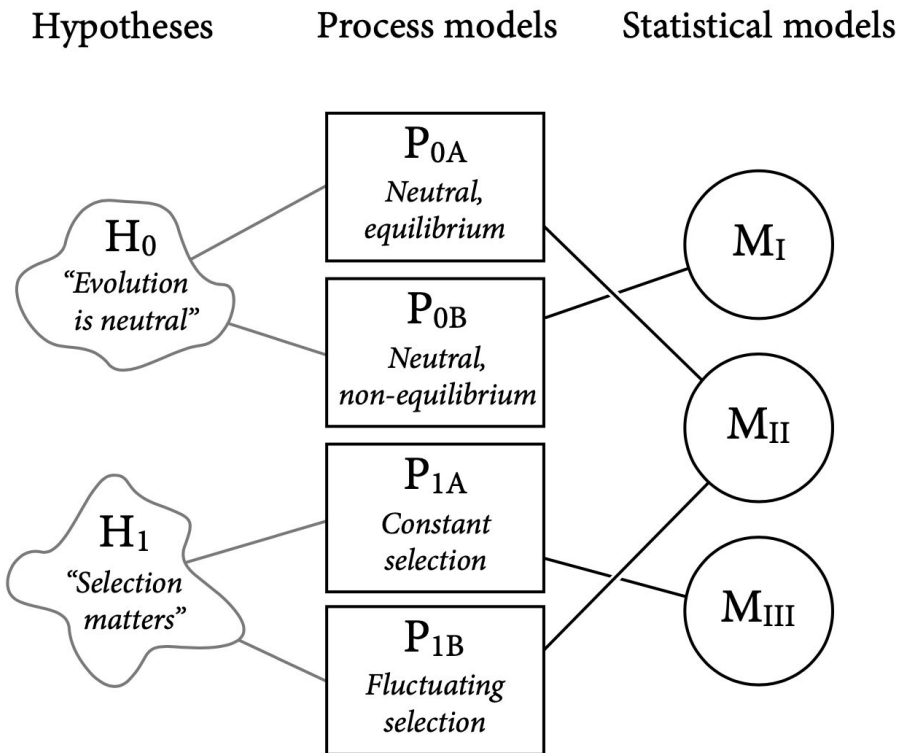 Hypotheses
Process models
Statistical models
H0
“Evolution
is neutral”
H1
“Selection
matters”
P0A
Neutral,
equilibrium
P0B
Neutral,
non-equilibrium
P1A
Constant
selection
P1B
Fluctuating
selection
MI
MII
MIII